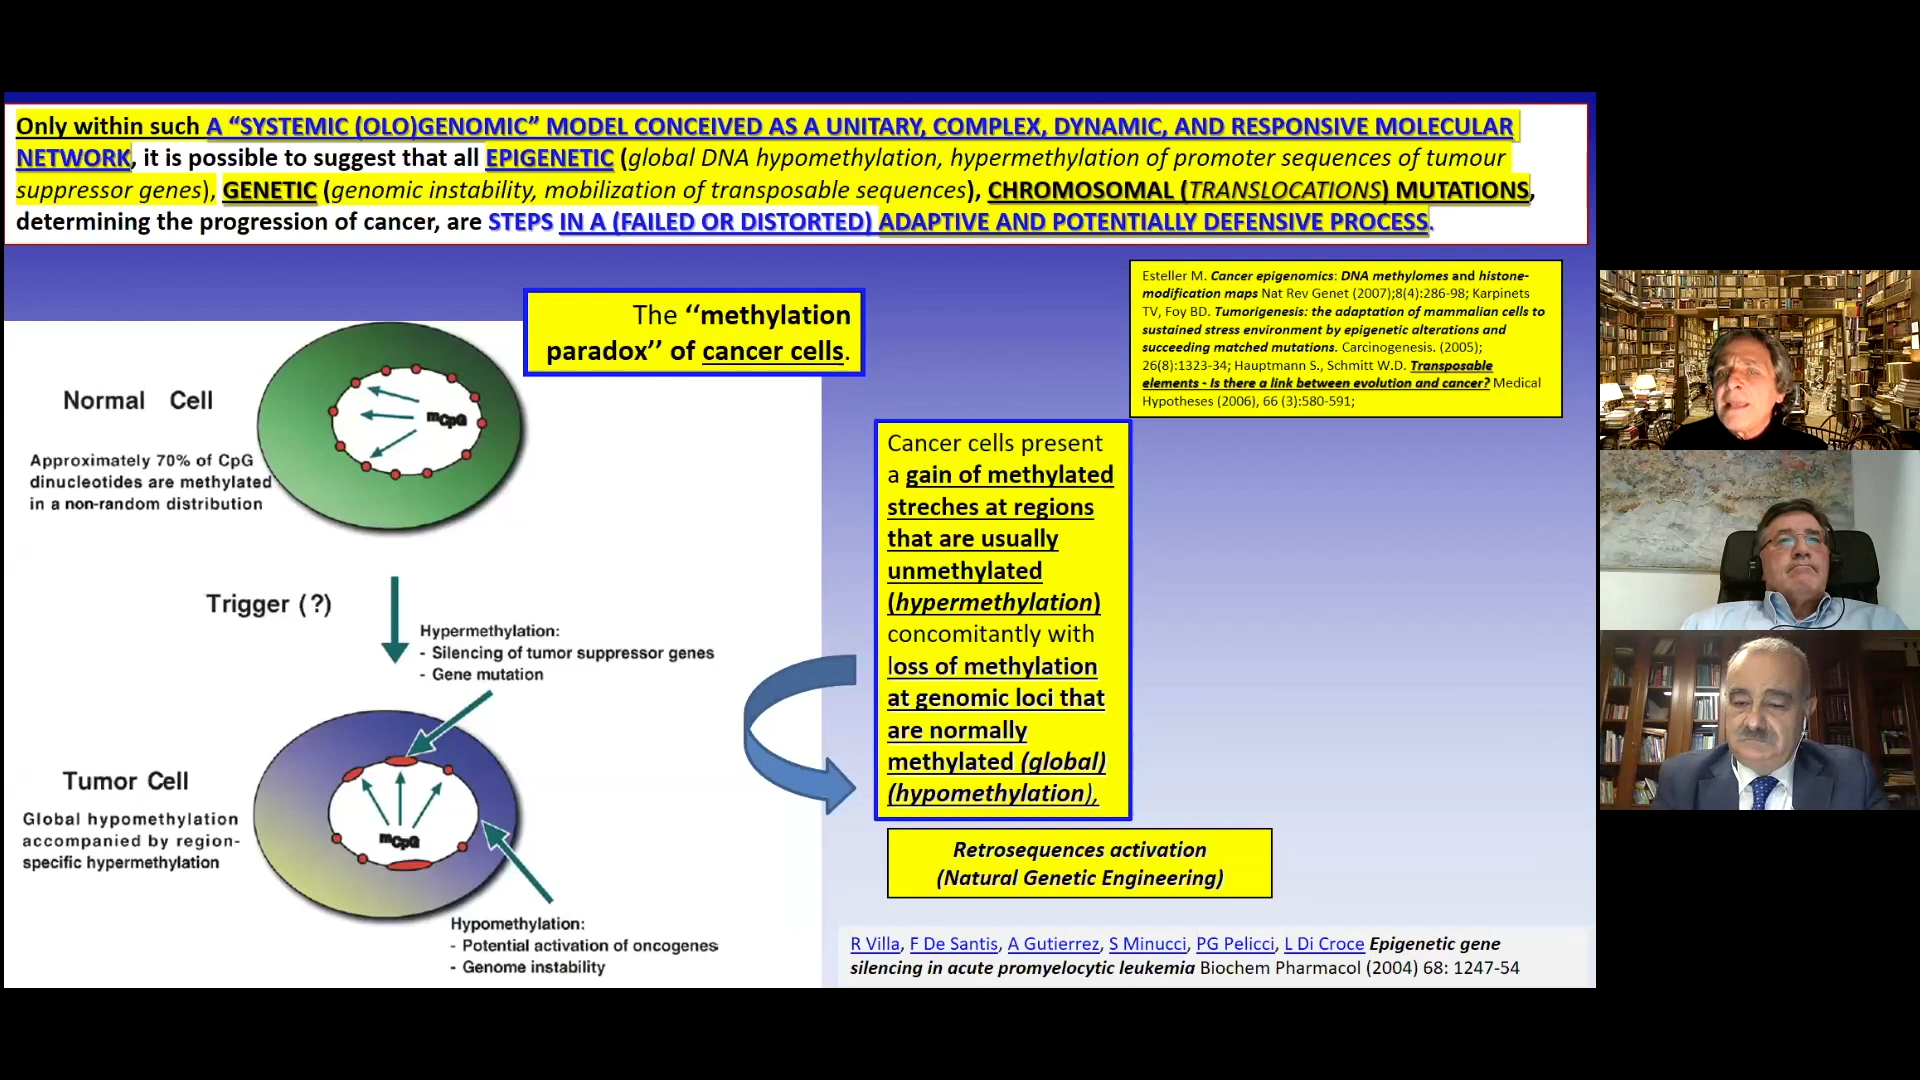 Only within such A “SYSTEMIC (OLO)GENOMIC” MODEL CONCEIVED AS A UNITARY, COMPLEX, DYNAMIC, AND RESPONSIVE MOLECULAR
NETWORK, it is possible to suggest that all EPIGENETIC (global DNA hypomethylation, hypermethylation of promoter sequences of tumour
suppressor genes), GENETIC (genomic instability, mobilization of transposable sequences), CHROMOSOMAL (TRANSLOCATIONS) MUTATIONS,
determining the progression of cancer, are STEPS IN A (FAILED OR DISTORTED) ADAPTIVE AND POTENTIALLY DEFENSIVE PROCESS.
The ‘‘methylation
paradox’’ of cancer cells.
Esteller M. Cancer epigenomics: DNA methylomes and histone-
modification maps Nat Rev Genet (2007);8(4):286-98; Karpinets
TV, Foy BD. Tumorigenesis: the adaptation of mammalian cells to
sustained stress environment by epigenetic alterations and
succeeding matched mutations. Carcinogenesis. (2005);
26(8):1323-34; Hauptmann S., Schmitt W.D. Transposable
elements - Is there a link between evolution and cancer? Medical
Hypotheses (2006), 66 (3):580-591;
Normal Cell
mCpG
Approximately 70% of CpG
dinucleotides are methylated
in a non-random distribution
Trigger (?)
Hypermethylation:
- Silencing of tumor suppressor genes
- Gene mutation
Tumor Cell
Global hypomethylation
accompanied by region-
specific hypermethylation
mCpG
Hypomethylation:
- Potential activation of oncogenes
- Genome instability
Cancer cells present
a gain of methylated
streches at regions
that are usually
unmethylated
(hypermethylation)
concomitantly with
loss of methylation
at genomic loci that
are normally
methylated (global)
(hypomethylation),
Retrosequences activation
(Natural Genetic Engineering)
R Villa, F De Santis, A Gutierrez, S Minucci, PG Pelicci, L Di Croce Epigenetic gene
silencing in acute promyelocytic leukemia Biochem Pharmacol (2004) 68: 1247-54